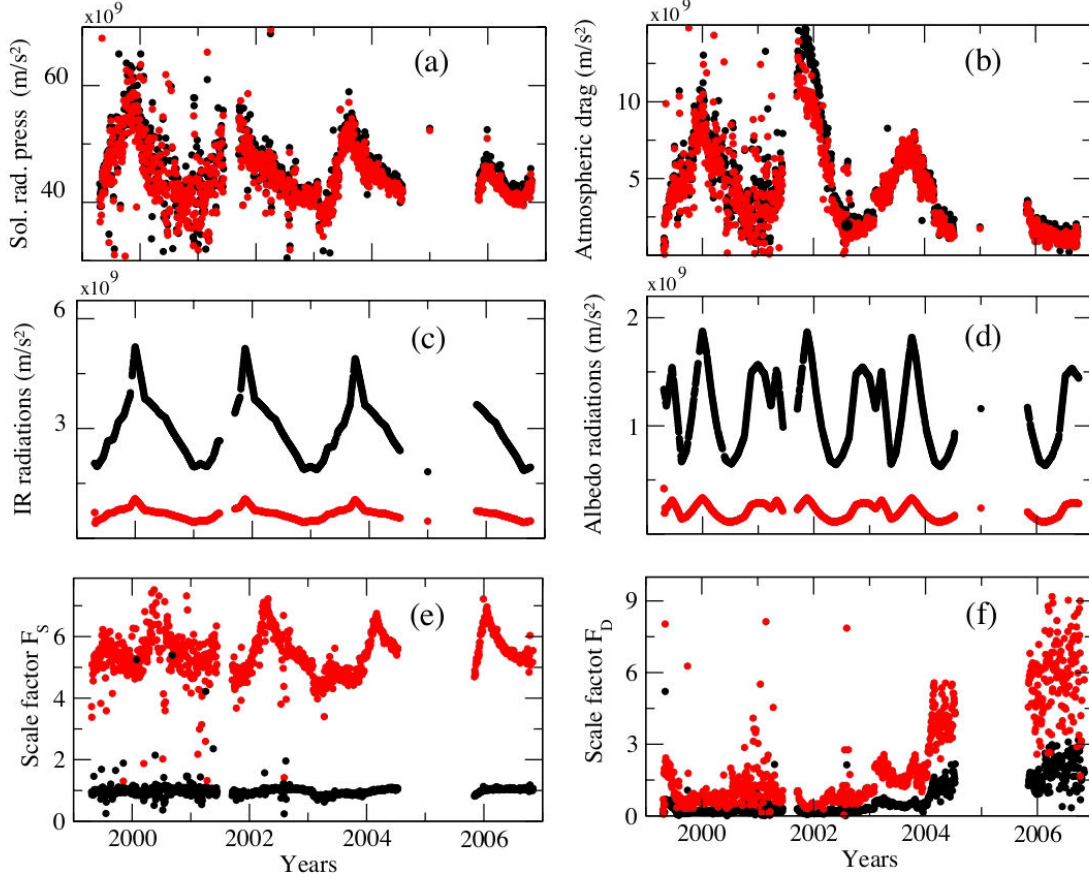 x10⁹
60
40
Sol. rad. press (m/s²)
(a)
x10⁹
10
5
0
Atmospheric drag (m/s²)
(b)
x10⁹
6
3
IR radiations (m/s²)
(c)
x10⁹
2
1
Albedo radiations (m/s²)
(d)
6
4
2
0
Scale factor F_S
(e)
2000
2002
2004
2006
Years
9
6
3
0
Scale factot F_D
(f)
2000
2002
2004
2006
Years